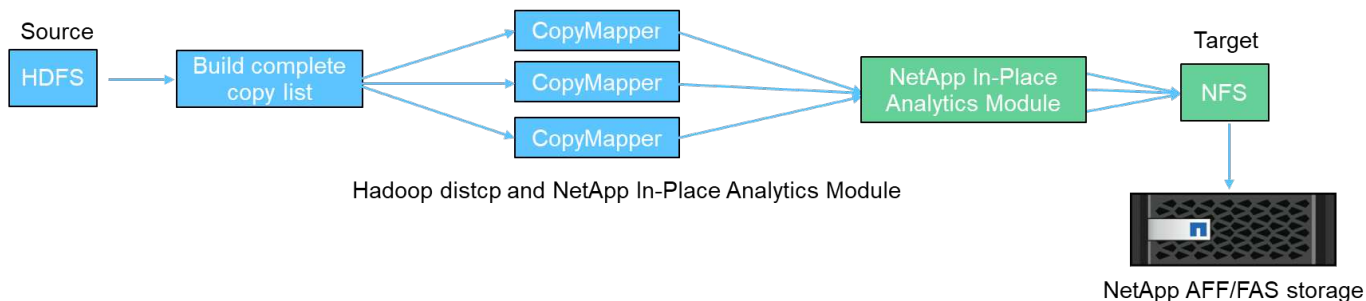 Source
HDFS
Build complete
copy list
CopyMapper
CopyMapper
CopyMapper
NetApp In-Place
Analytics Module
Target
NFS
Hadoop distcp and NetApp In-Place Analytics Module
NetApp AFF/FAS storage